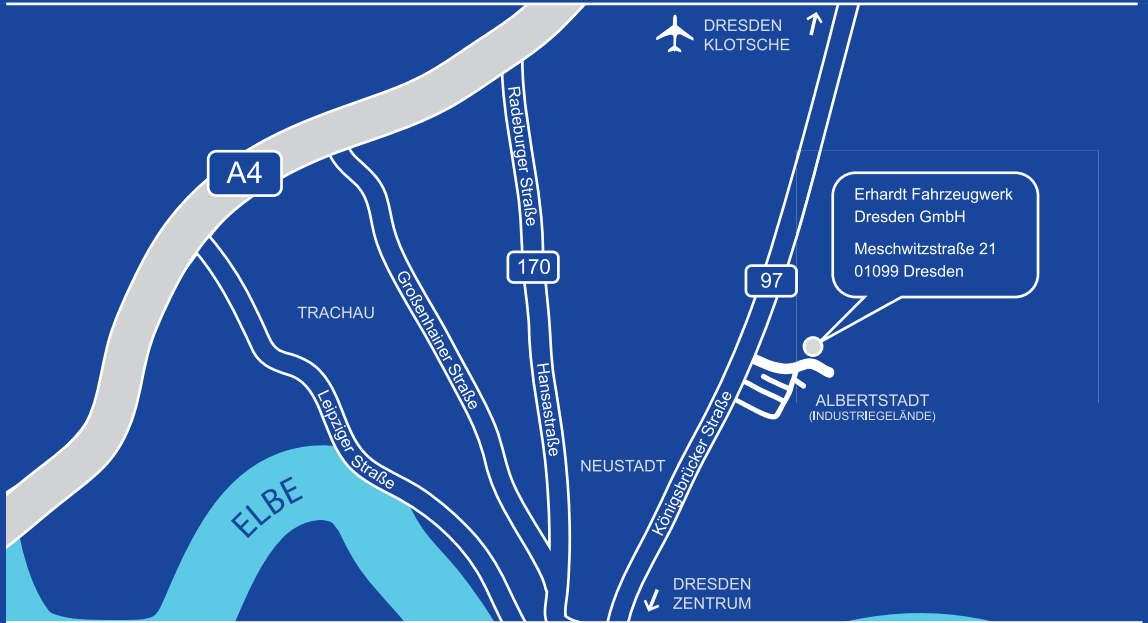 DRESDEN
KLOTSCHE
Radeburger Straße
A4
Erhardt Fahrzeugwerk
Dresden GmbH
Meschwitzstraße 21
01099 Dresden
170
97
TRACHAU
Großenhainer Straße
Hansastraße
Leipziger Straße
ALBERTSTADT
(INDUSTRIEGELÄNDE)
Königsbrücker Straße
NEUSTADT
ELBE
DRESDEN
ZENTRUM